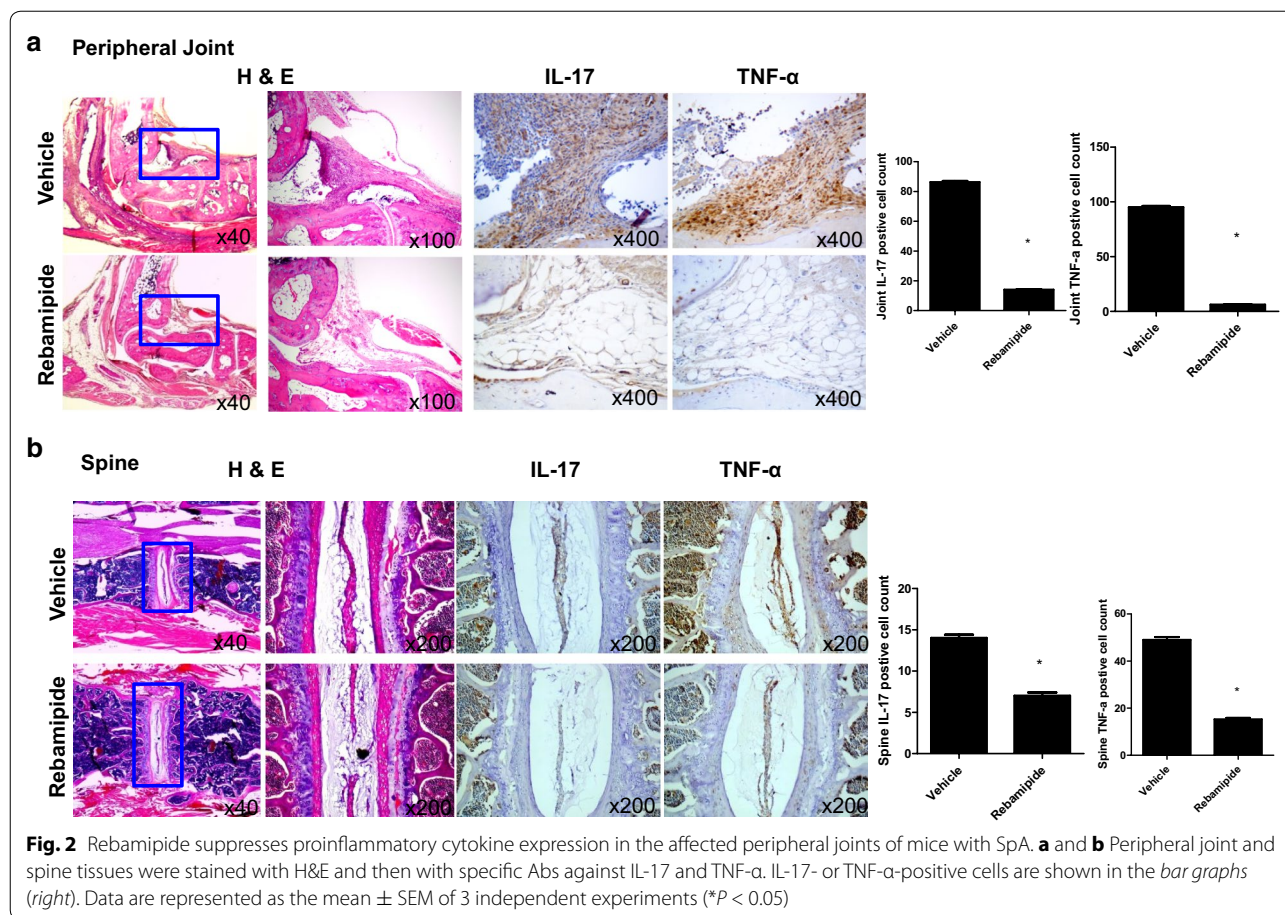 a Peripheral Joint
H & E IL-17 TNF-α
Vehicle
x40 x100 x400 x400
Rebamipide
x40 x100 x400 x400
Joint IL-17 postive cell count
100
80
60
40
20
0
Vehicle Rebamipide
*
Joint TNF-a postive cell count
150
100
50
0
Vehicle Rebamipide
*
b Spine
H & E IL-17 TNF-α
Vehicle
x40 x200 x200 x200
Rebamipide
x40 x200 x200 x200
Spine IL-17 postive cell count
20
15
10
5
0
Vehicle Rebamipide
*
Spine TNF-a postive cell count
60
40
20
0
Vehicle Rebamipide
*
Fig. 2 Rebamipide suppresses proinflammatory cytokine expression in the affected peripheral joints of mice with SpA. a and b Peripheral joint and
spine tissues were stained with H&E and then with specific Abs against IL-17 and TNF-α. IL-17- or TNF-α-positive cells are shown in the bar graphs
(right). Data are represented as the mean ± SEM of 3 independent experiments (*P < 0.05)